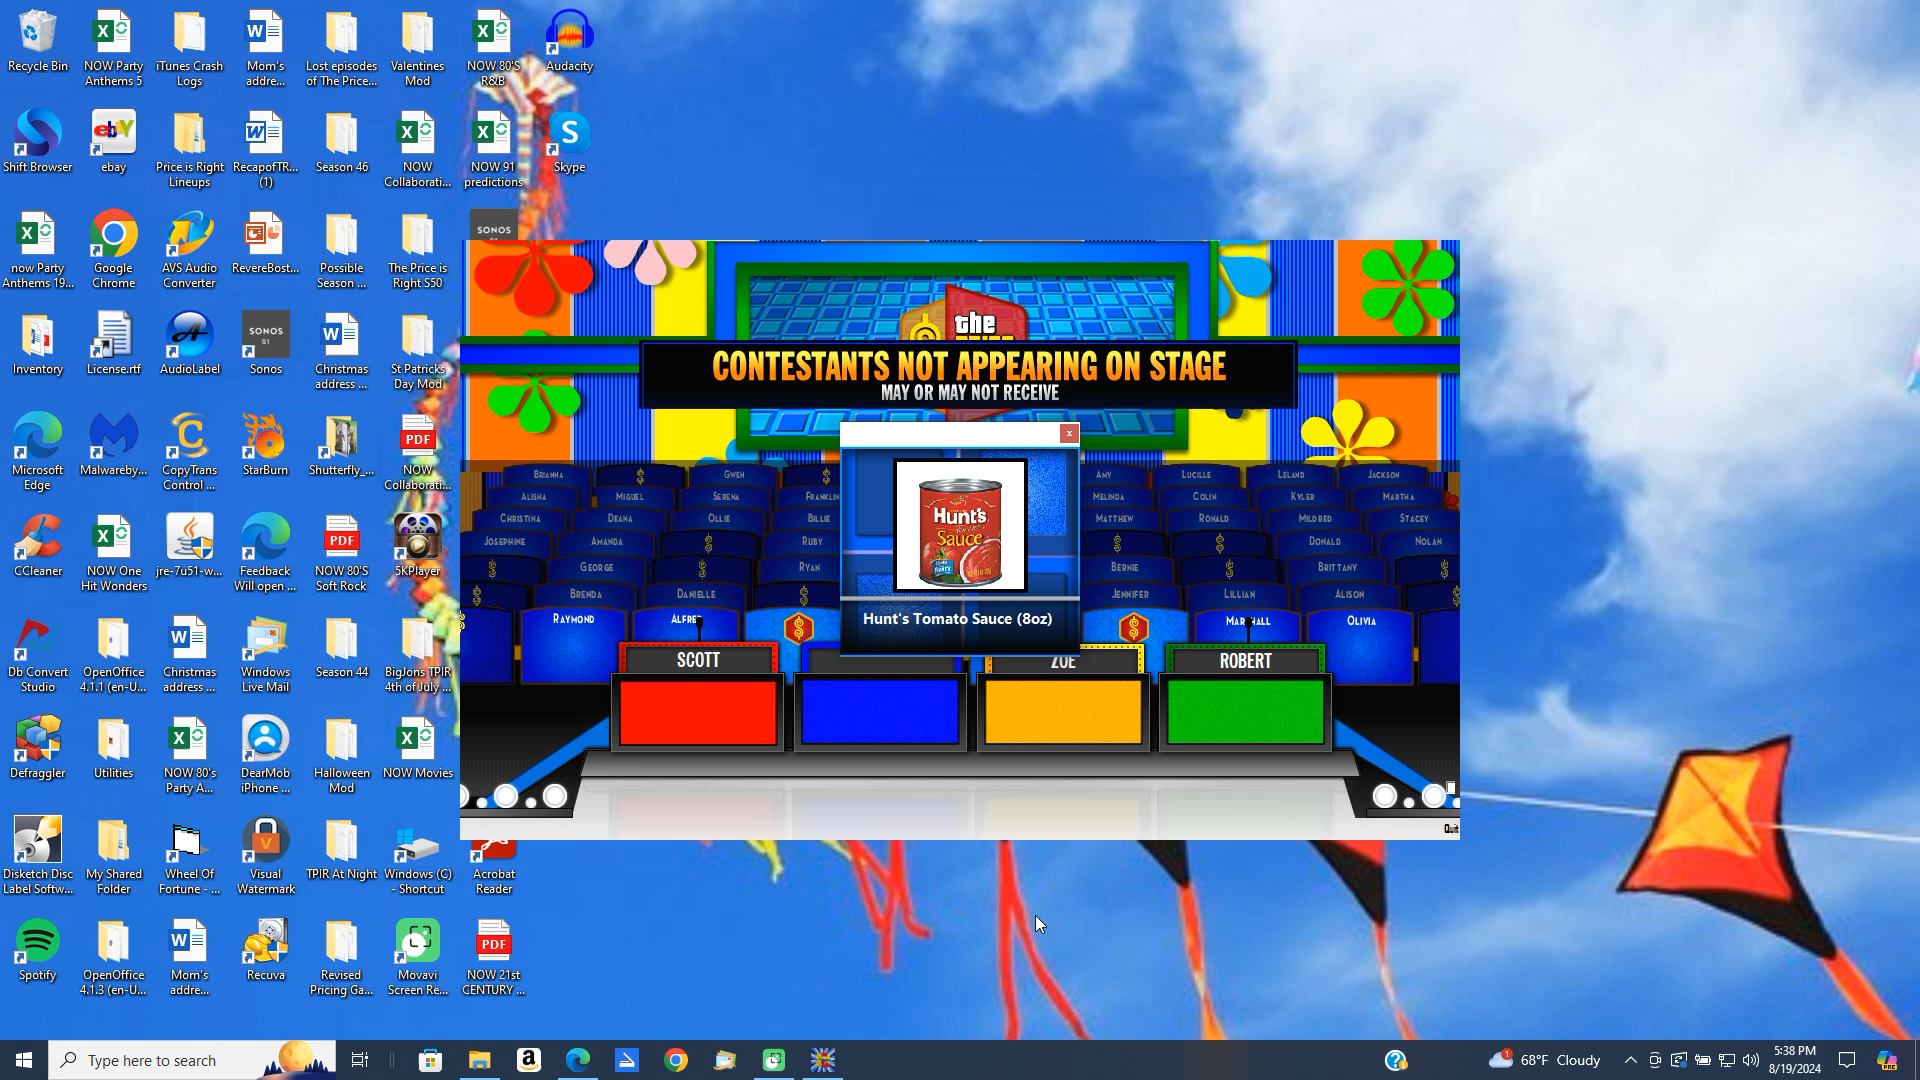 Recycle Bin
NOW Party
Anthems 5
iTunes Crash
Logs
Mom's
addre...
Lost episodes
of The Price...
Valentines
Mod
NOW 80'S
R&B
Audacity
Shift Browser
ebay
ebay
Price is Right
Lineups
RecapofTR...
(1)
Season 46
NOW
Collaborati...
NOW 91
predictions
Skype
now Party
Anthems 19...
Google
Chrome
AVS Audio
Converter
RevereBost...
Possible
Season ...
The Price is
Right S50
SONOS
Inventory
License.rtf
AudioLabel
SONOS
S1
Sonos
Christmas
address ...
St Patricks
Day Mod
Microsoft
Edge
Malwareby...
CopyTrans
Control ...
StarBurn
Shutterfly_...
PDF
NOW
Collaborati...
CCleaner
NOW One
Hit Wonders
jre-7u51-w...
Feedback
Will open ...
PDF
NOW 80'S
Soft Rock
5KPlayer
Db Convert
Studio
OpenOffice
4.1.1 (en-U...
Christmas
address ...
Windows
Live Mail
Season 44
BigJons TPIR
4th of July ...
Defraggler
Utilities
NOW 80's
Party A...
DearMob
iPhone ...
Halloween
Mod
NOW Movies
Disketch Disc
Label Softw...
My Shared
Folder
Wheel Of
Fortune - ...
Visual
Watermark
TPIR At Night
Windows (C)
- Shortcut
Acrobat
Reader
Spotify
OpenOffice
4.1.3 (en-U...
Mom's
addre...
Recuva
Revised
Pricing Ga...
Movavi
Screen Re...
PDF
NOW 21st
CENTURY ...
the
CONTESTANTS NOT APPEARING ON STAGE
MAY OR MAY NOT RECEIVE
BRIANNA
GWEN
AMY
LUCILLE
LELAND
JACKSON
ALISHA
MIGUEL
SERENA
FRANKLIN
MELINDA
COLIN
KYLER
MARTHA
CHRISTINA
DEANA
OLLIE
BILLIE
MATTHEW
RONALD
MILDRED
STACEY
JOSEPHINE
AMANDA
RUBY
DONALD
NOLAN
GEORGE
RYAN
BERNIE
BRITTANY
BRENDA
DANIELLE
JENNIFER
LILLIAN
ALISON
RAYMOND
ALFRED
MARSHALL
OLIVIA
Hunt's
Sauce
Hunt's Tomato Sauce (8oz)
SCOTT
ZOE
ROBERT
Quit
Type here to search
68°F Cloudy
5:38 PM
8/19/2024